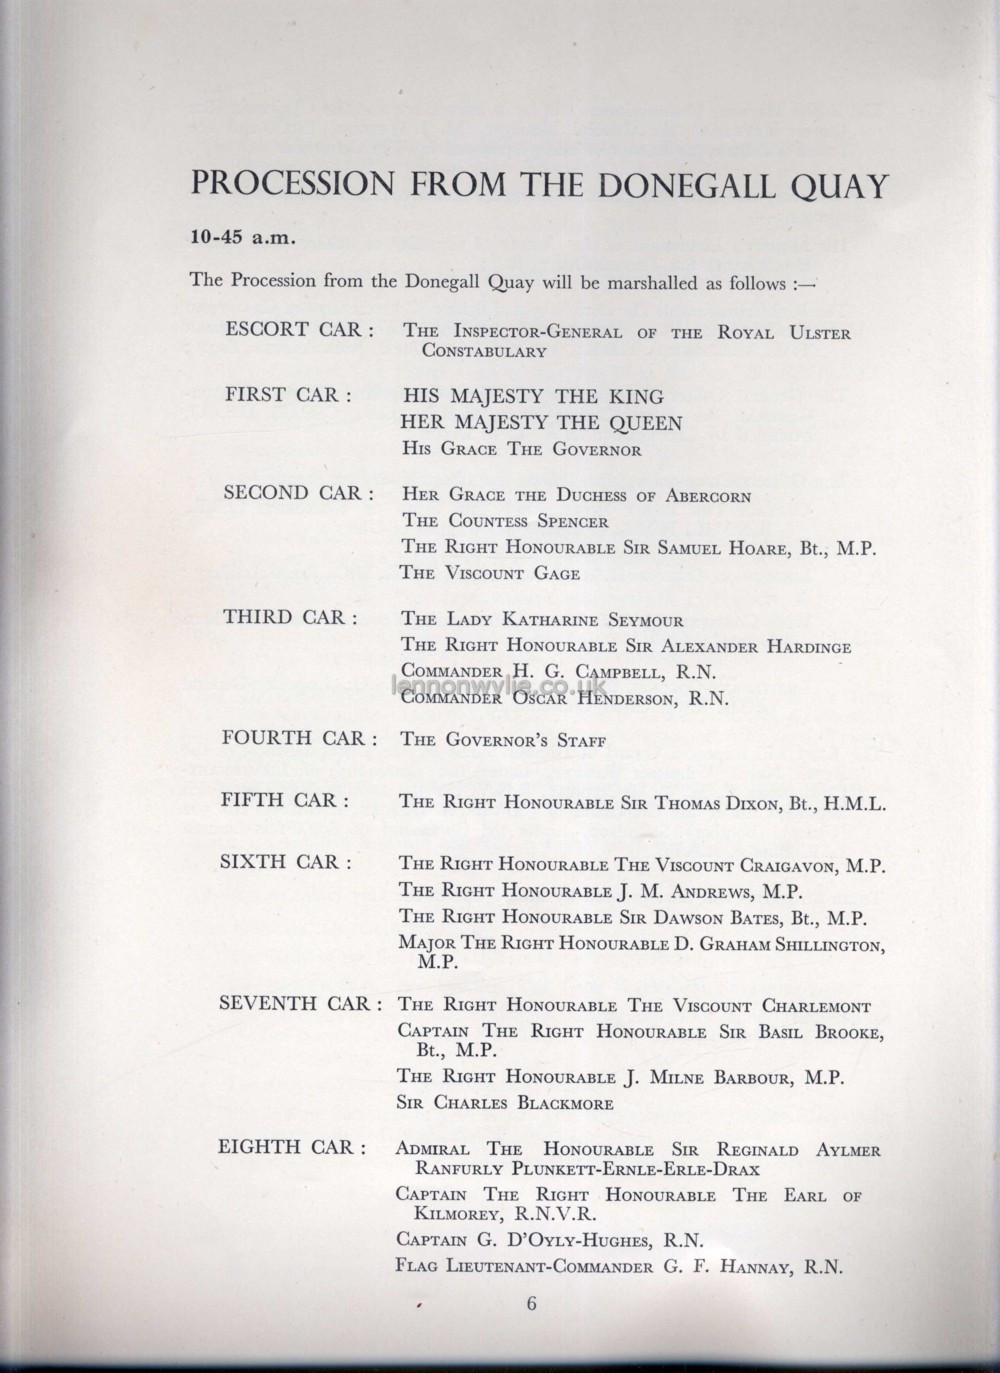 PROCESSION FROM THE DONEGALL QUAY
10-45 a.m.
The Procession from the Donegall Quay will be marshalled as follows :—
ESCORT CAR : The Inspector-General of the Royal Ulster
Constabulary
FIRST CAR : HIS MAJESTY THE KING
HER MAJESTY THE QUEEN
His Grace The Governor
SECOND CAR : Her Grace the Duchess of Abercorn
The Countess Spencer
The Right Honourable Sir Samuel Hoare, Bt., M.P.
The Viscount Gage
THIRD CAR : The Lady Katharine Seymour
The Right Honourable Sir Alexander Hardinge
Commander H. G. Campbell, R.N.
lennonwylie.co.uk
Commander Oscar Henderson, R.N.
FOURTH CAR : The Governor's Staff
FIFTH CAR : The Right Honourable Sir Thomas Dixon, Bt., H.M.L.
SIXTH CAR : The Right Honourable The Viscount Craigavon, M.P.
The Right Honourable J. M. Andrews, M.P.
The Right Honourable Sir Dawson Bates, Bt., M.P.
Major The Right Honourable D. Graham Shillington,
M.P.
SEVENTH CAR : The Right Honourable The Viscount Charlemont
Captain The Right Honourable Sir Basil Brooke,
Bt., M.P.
The Right Honourable J. Milne Barbour, M.P.
Sir Charles Blackmore
EIGHTH CAR : Admiral The Honourable Sir Reginald Aylmer
Ranfurly Plunkett-Ernle-Erle-Drax
Captain The Right Honourable The Earl of
Kilmorey, R.N.V.R.
Captain G. D'Oyly-Hughes, R.N.
Flag Lieutenant-Commander G. F. Hannay, R.N.
6